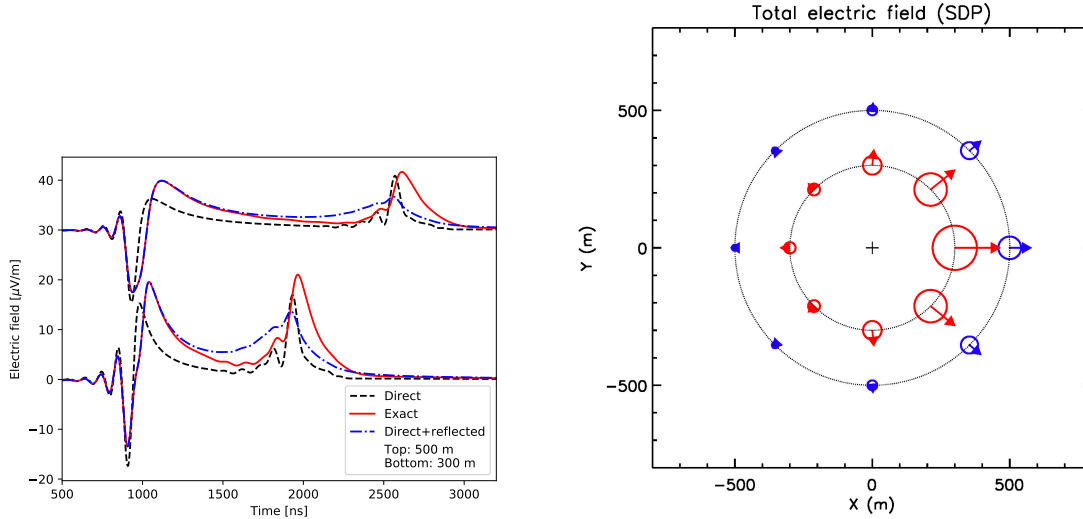 Total electric field (SDP)
Electric field [μV/m]
40
30
20
10
0
−10
−20
Direct
Exact
Direct+reflected
Top: 500 m
Bottom: 300 m
500
1000
1500
2000
2500
3000
Time [ns]
Y (m)
500
0
−500
−500
0
500
X (m)